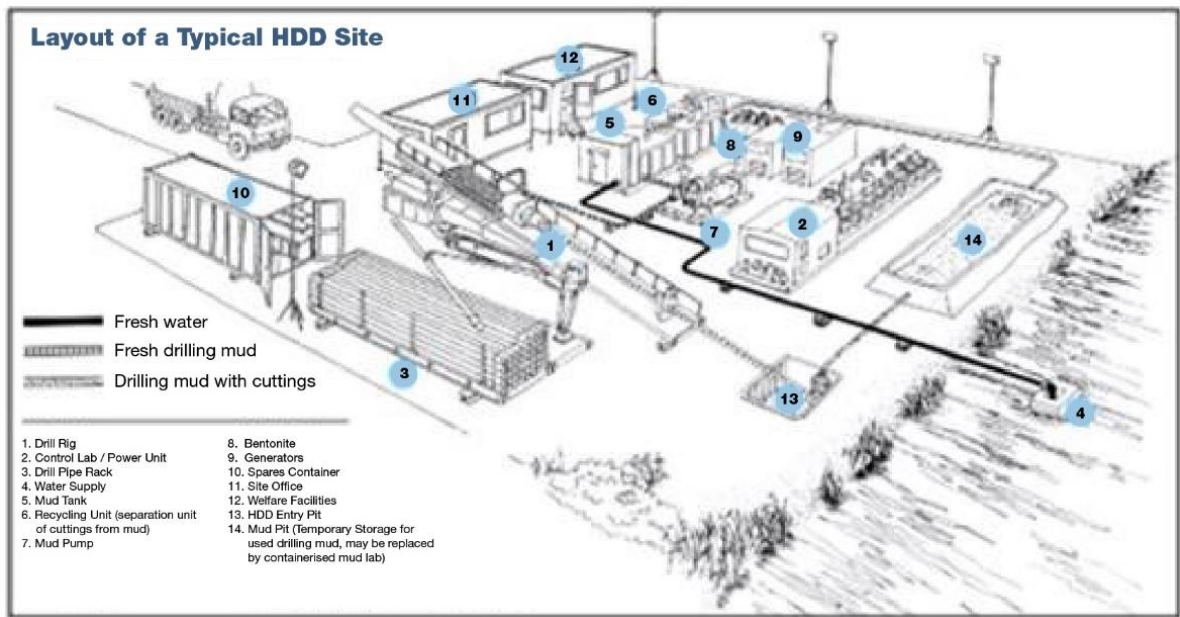 Layout of a Typical HDD Site
12
11
6
5
9
8
10
2
7
14
1
Fresh water
Fresh drilling mud
Drilling mud with cuttings
3
13
4
1. Drill Rig
2. Control Lab / Power Unit
3. Drill Pipe Rack
4. Water Supply
5. Mud Tank
6. Recycling Unit (separation unit
of cuttings from mud)
7. Mud Pump
8. Bentonite
9. Generators
10. Spares Container
11. Site Office
12. Welfare Facilities
13. HDD Entry Pit
14. Mud Pit (Temporary Storage for
used drilling mud, may be replaced
by containerised mud lab)